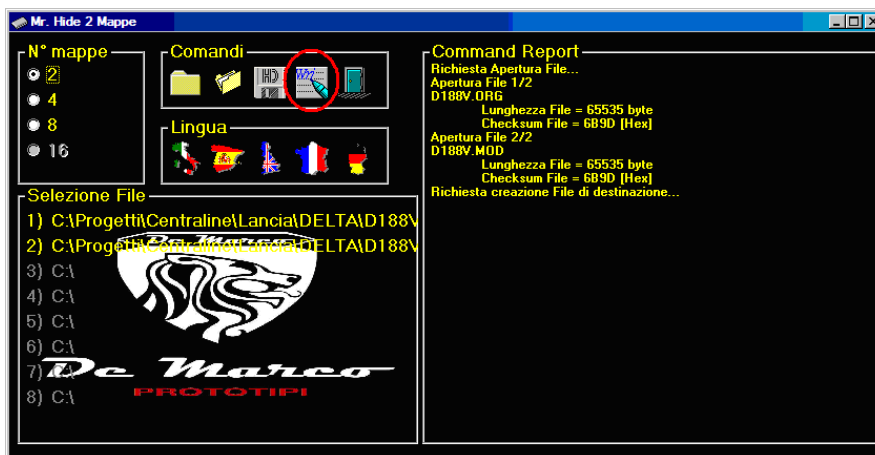 Mr. Hide 2 Mappe
N° mappe
2
4
8
16
Comandi
Lingua
Selezione File
1) C:\Progetti\Centraline\Lancia\DELTA\D188V
2) C:\Progetti\Centraline\Lancia\DELTA\D188V
3) C:\
4) C:\
5) C:\
6) C:\
7) C:\
8) C:\
De Marco
De Marco
PROTOTIPI
Command Report
Richiesta Apertura File...
Apertura File 1/2
D188V.ORG
Lunghezza File = 65535 byte
Checksum File = 6B9D [Hex]
Apertura File 2/2
D188V.MOD
Lunghezza File = 65535 byte
Checksum File = 6B9D [Hex]
Richiesta creazione File di destinazione...